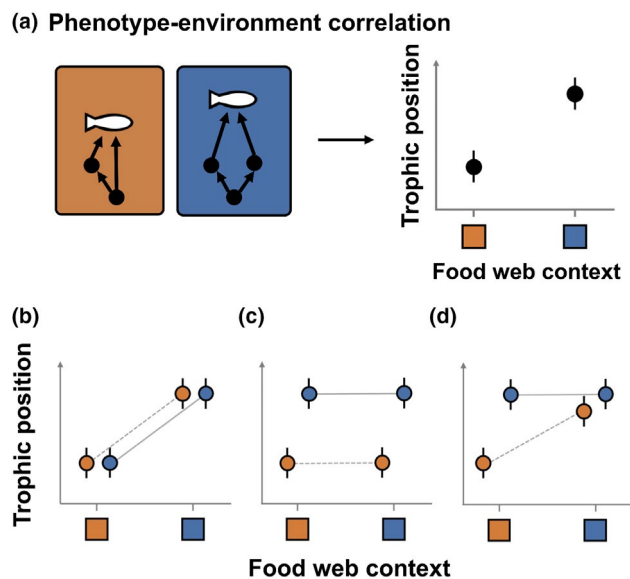 (a) Phenotype-environment correlation
Trophic position
Food web context
(b)
(c)
(d)
Trophic position
Food web context